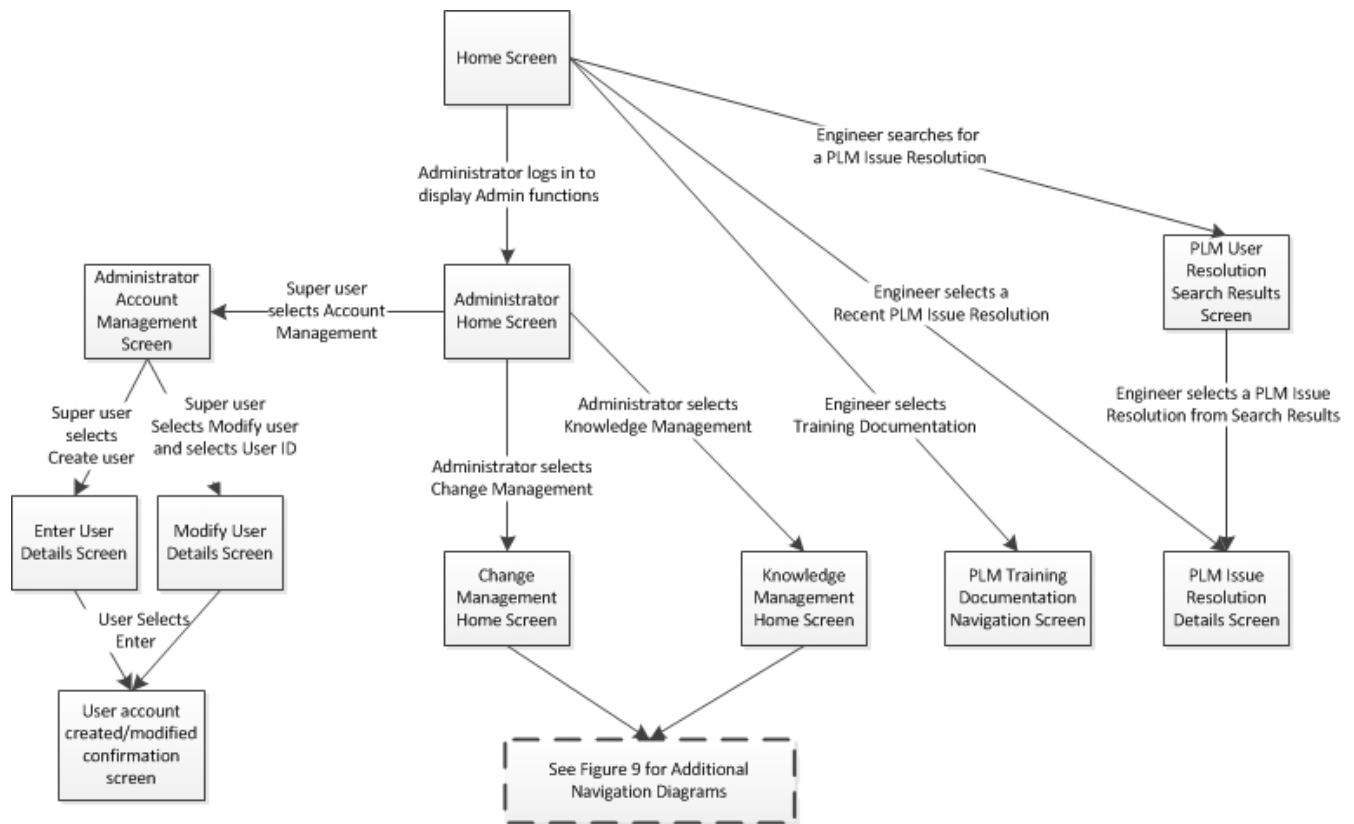 Home Screen
Engineer searches for
a PLM Issue Resolution
Administrator logs in to
display Admin functions
PLM User
Resolution
Search Results
Screen
Administrator
Account
Management
Screen
Super user
selects Account
Management
Administrator
Home Screen
Engineer selects a
Recent PLM Issue Resolution
Super user
selects
Create user
Super user
Selects Modify user
and selects User ID
Administrator selects
Knowledge Management
Engineer selects
Training Documentation
Engineer selects a PLM Issue
Resolution from Search Results
Administrator selects
Change Management
Enter User
Details Screen
Modify User
Details Screen
Change
Management
Home Screen
Knowledge
Management
Home Screen
PLM Training
Documentation
Navigation Screen
PLM Issue
Resolution
Details Screen
User Selects
Enter
User account
created/modified
confirmation
screen
See Figure 9 for Additional
Navigation Diagrams